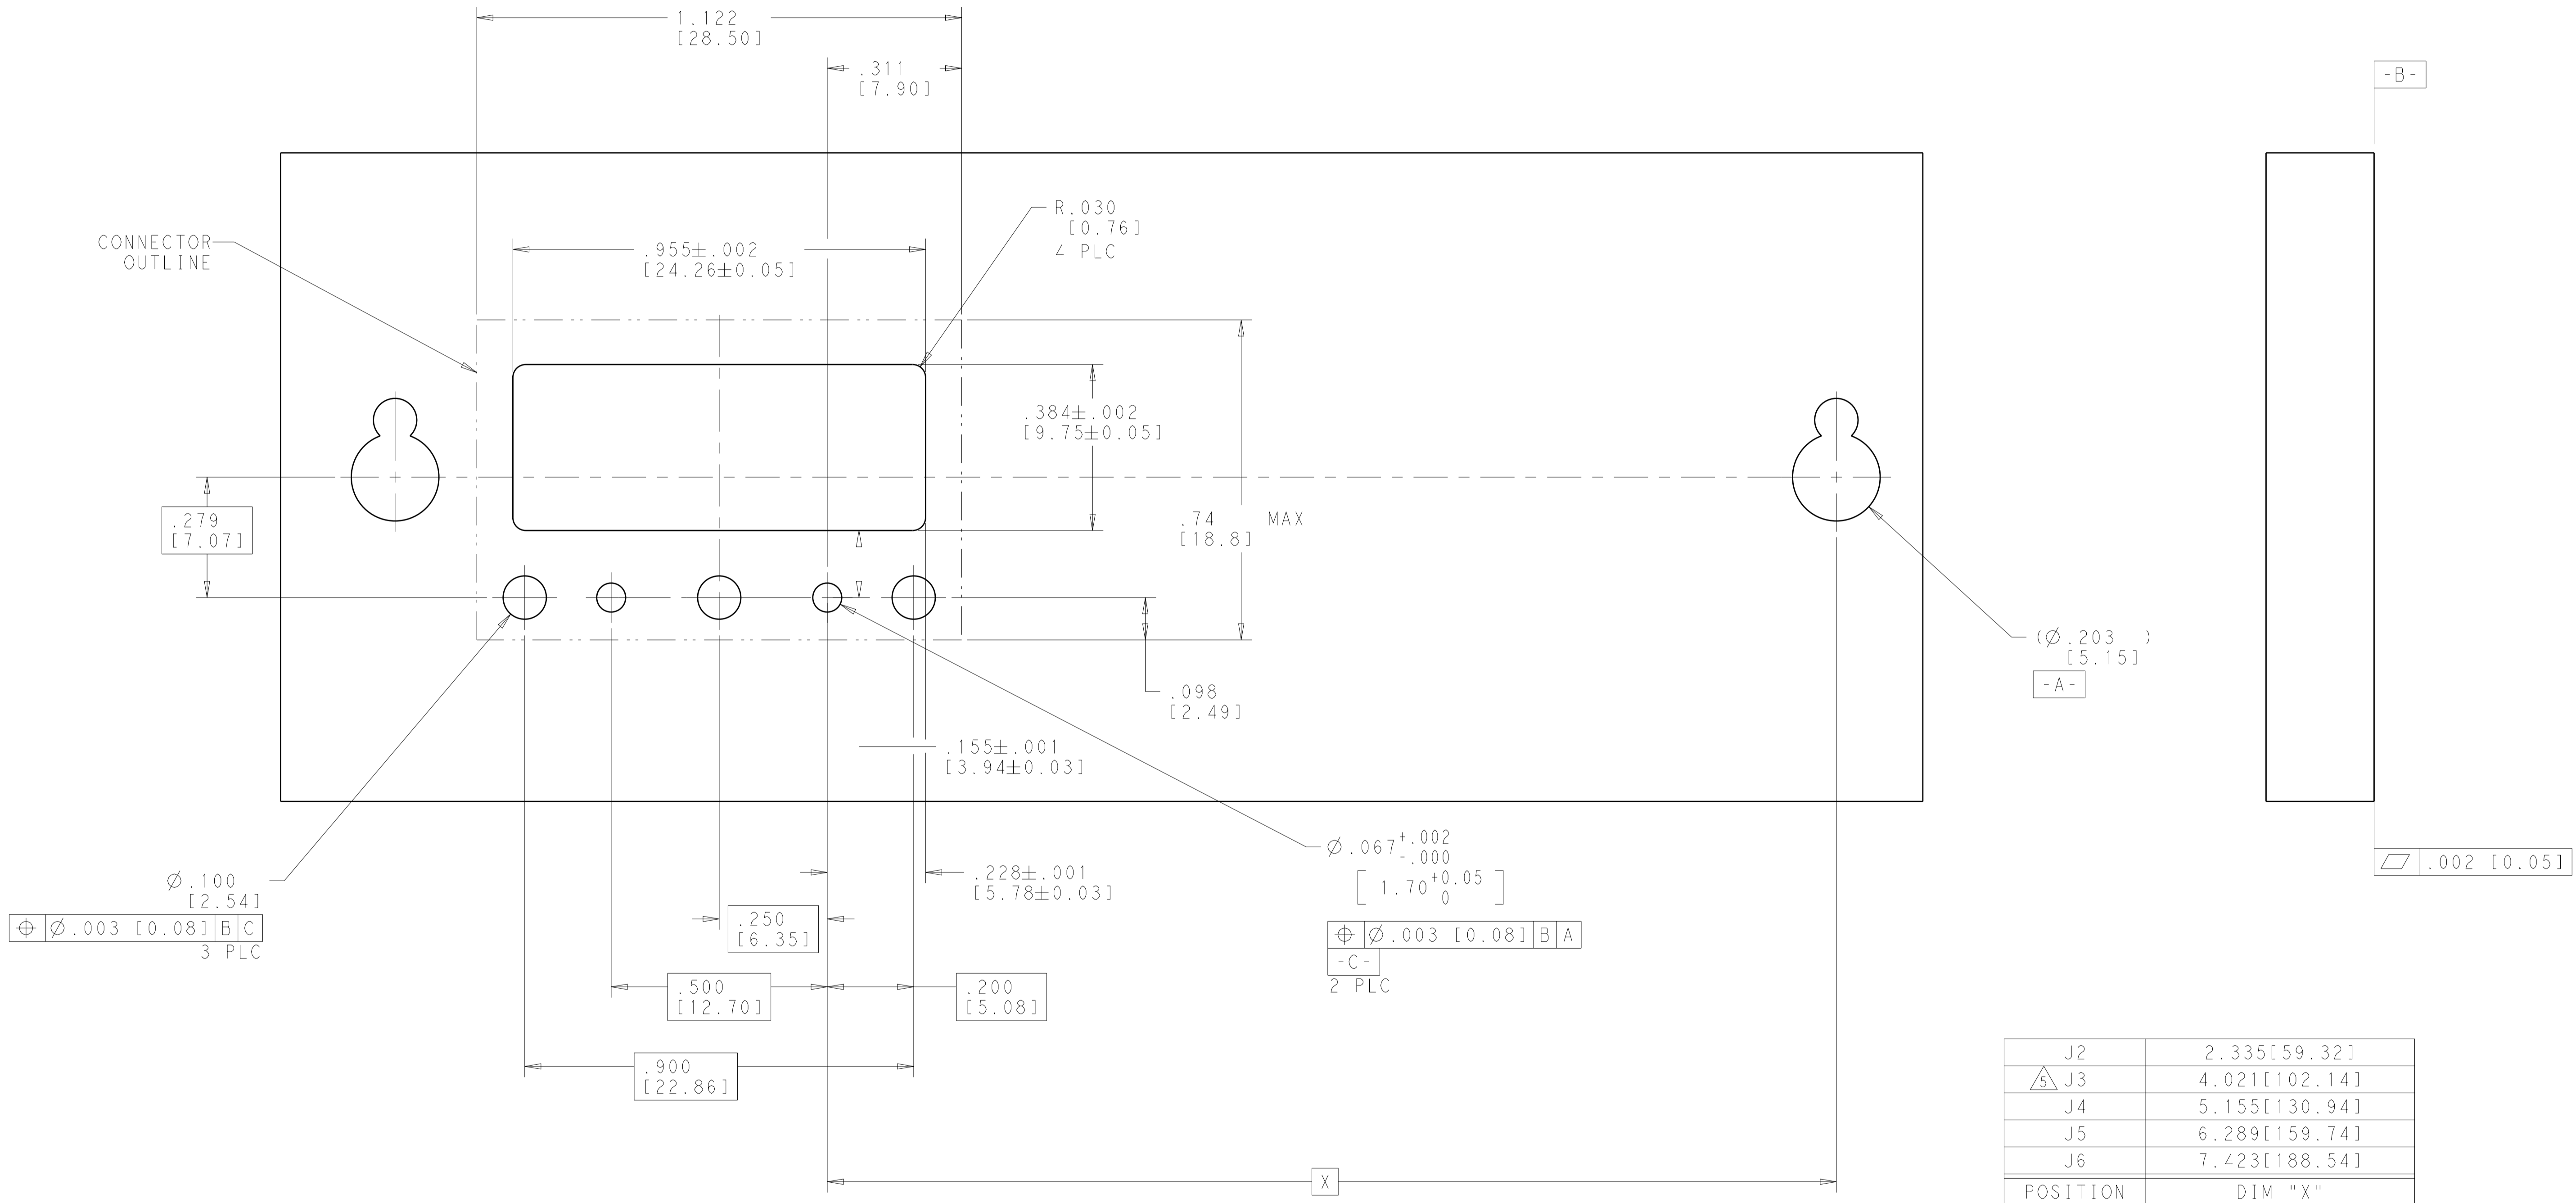 1.122
[28.50]
.311
[7.90]
-B-
R.030
[0.76]
4 PLC
CONNECTOR
OUTLINE
.955±.002
[24.26±0.05]
.384±.002
[9.75±0.05]
.279
[7.07]
.74 MAX
[18.8]
(Ø.203 )
[5.15]
-A-
.098
[2.49]
.155±.001
[3.94±0.03]
Ø.067+.002
-.000
[1.70+0.05
0]
⌖ Ø.003 [0.08] B A
-C-
2 PLC
⏥ .002 [0.05]
Ø.100
[2.54]
⌖ Ø.003 [0.08] B C
3 PLC
.228±.001
[5.78±0.03]
.250
[6.35]
.500
[12.70]
.200
[5.08]
.900
[22.86]
X
J2 2.335[59.32]
5 J3 4.021[102.14]
J4 5.155[130.94]
J5 6.289[159.74]
J6 7.423[188.54]
POSITION DIM "X"